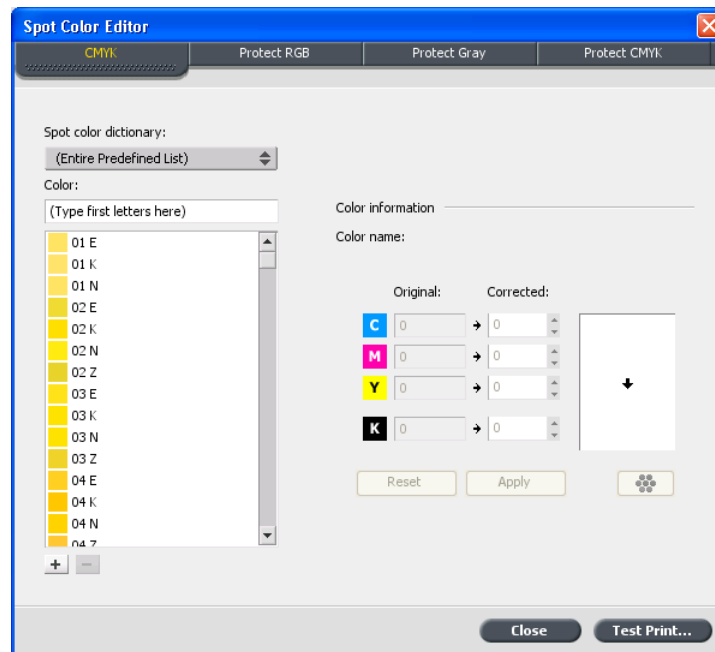 Spot Color Editor
CMYK Protect RGB Protect Gray Protect CMYK
Spot color dictionary:
(Entire Predefined List)
Color:
(Type first letters here)
01 E
01 K
01 N
02 E
02 K
02 N
02 Z
03 E
03 K
03 N
03 Z
04 E
04 K
04 N
04 Z
+ −
Color information
Color name:
Original: Corrected:
C 0 0
M 0 0
Y 0 0
K 0 0
Reset Apply
Close Test Print...